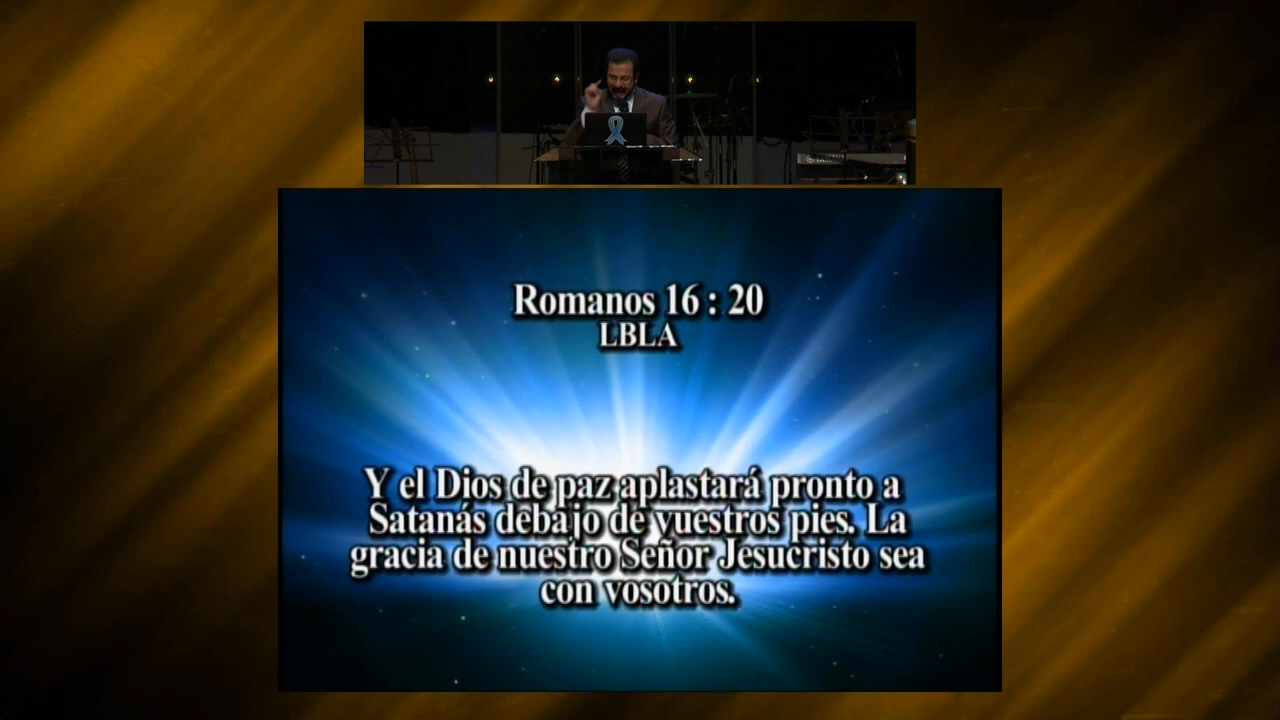 YAMAHA
Romanos 16 : 20
LBLA
Y el Dios de paz aplastará pronto a
Satanás debajo de vuestros pies. La
gracia de nuestro Señor Jesucristo sea
con vosotros.